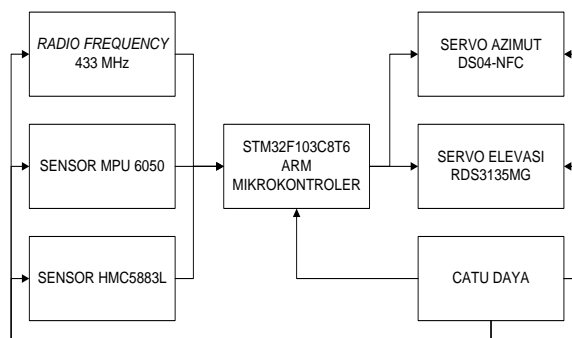 RADIO FREQUENCY
433 MHz
SENSOR MPU 6050
SENSOR HMC5883L
STM32F103C8T6
ARM
MIKROKONTROLER
SERVO AZIMUT
DS04-NFC
SERVO ELEVASI
RDS3135MG
CATU DAYA